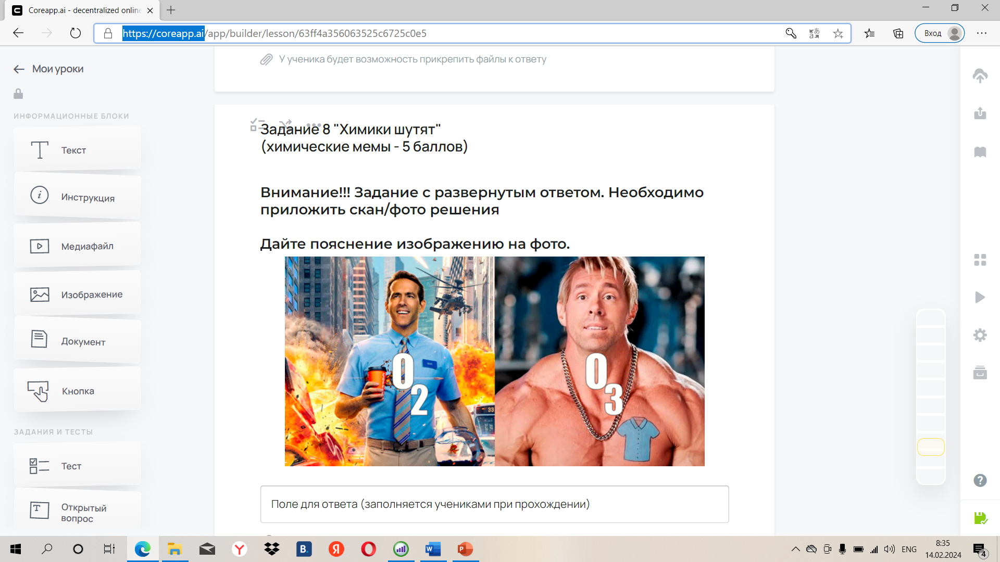 Coreapp.ai - decentralized online
https://coreapp.ai/app/builder/lesson/63ff4a356063525c6725c0e5
Вход
Мои уроки
ИНФОРМАЦИОННЫЕ БЛОКИ
Текст
Инструкция
Медиафайл
Изображение
Документ
Кнопка
ЗАДАНИЯ И ТЕСТЫ
Тест
Открытый
вопрос
У ученика будет возможность прикрепить файлы к ответу
Задание 8 "Химики шутят"
(химические мемы - 5 баллов)
Внимание!!! Задание с развернутым ответом. Необходимо
приложить скан/фото решения
Дайте пояснение изображению на фото.
O2
O3
33
Поле для ответа (заполняется учениками при прохождении)
ENG
8:35
14.02.2024
4